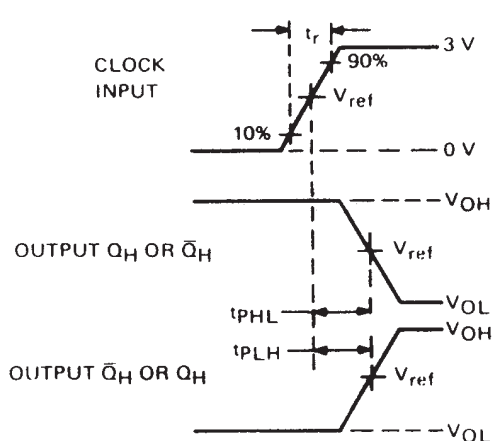 tr
3 V
CLOCK
INPUT
90%
Vref
10%
0 V
VOH
OUTPUT QH OR Q̄H
Vref
tPHL
VOL
VOH
tPLH
OUTPUT Q̄H OR QH
Vref
VOL